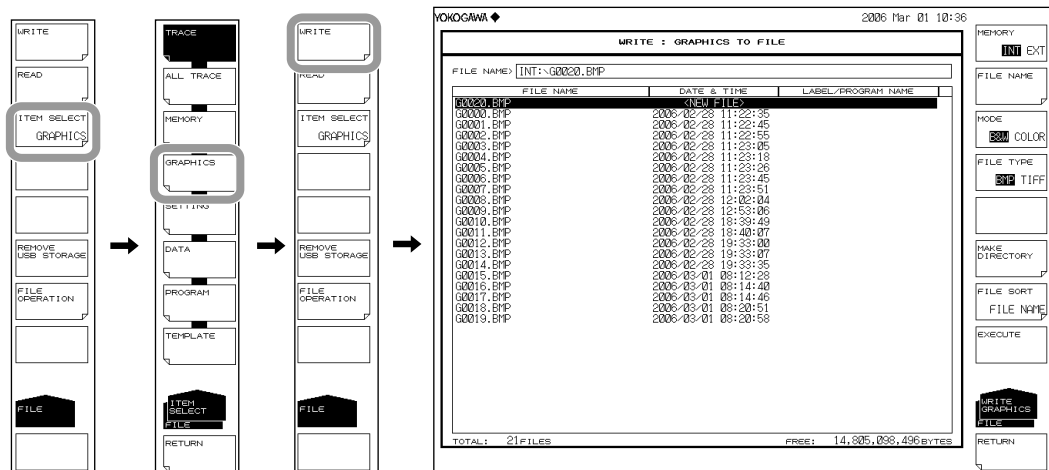 WRITE
READ
ITEM SELECT
GRAPHICS
REMOVE
USB STORAGE
FILE
OPERATION
FILE
TRACE
ALL TRACE
MEMORY
GRAPHICS
SETTING
DATA
PROGRAM
TEMPLATE
ITEM
SELECT
FILE
RETURN
WRITE
READ
ITEM SELECT
GRAPHICS
REMOVE
USB STORAGE
FILE
OPERATION
FILE
YOKOGAWA 2006 Mar 01 10:36
WRITE : GRAPHICS TO FILE
FILE NAME> INT:\G0020.BMP
FILE NAME DATE & TIME LABEL/PROGRAM NAME
G0020.BMP <NEW FILE>
G0000.BMP 2006/02/28 11:22:35
G0001.BMP 2006/02/28 11:22:45
G0002.BMP 2006/02/28 11:22:55
G0003.BMP 2006/02/28 11:23:05
G0004.BMP 2006/02/28 11:23:18
G0005.BMP 2006/02/28 11:23:26
G0006.BMP 2006/02/28 11:23:45
G0007.BMP 2006/02/28 11:23:51
G0008.BMP 2006/02/28 12:02:04
G0009.BMP 2006/02/28 12:53:06
G0010.BMP 2006/02/28 18:39:49
G0011.BMP 2006/02/28 18:40:07
G0012.BMP 2006/02/28 19:33:00
G0013.BMP 2006/02/28 19:33:07
G0014.BMP 2006/02/28 19:33:35
G0015.BMP 2006/03/01 08:12:28
G0016.BMP 2006/03/01 08:14:40
G0017.BMP 2006/03/01 08:14:46
G0018.BMP 2006/03/01 08:20:51
G0019.BMP 2006/03/01 08:20:58
TOTAL: 21FILES FREE: 14,805,098,496BYTES
MEMORY
INT EXT
FILE NAME
MODE
B&W COLOR
FILE TYPE
BMP TIFF
MAKE
DIRECTORY
FILE SORT
FILE NAME
EXECUTE
WRITE
GRAPHICS
FILE
RETURN